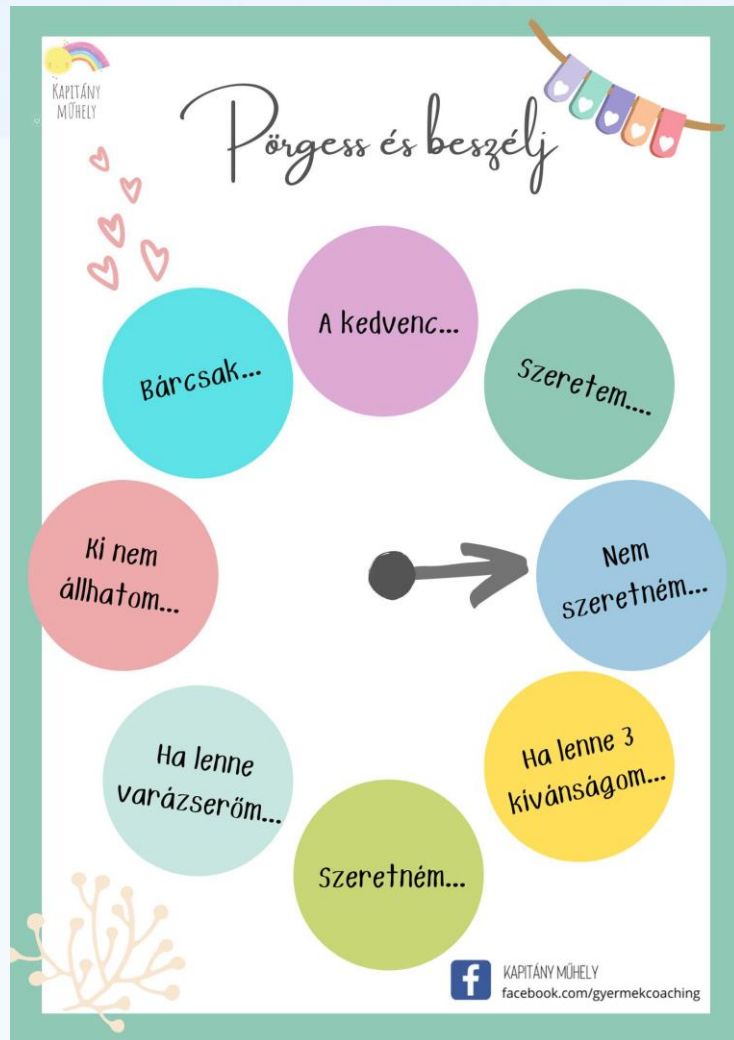 KAPITÁNY
MŰHELY
Pörgess és beszélj
A kedvenc...
Szeretem....
Nem
szeretném...
Ha lenne 3
kívánságom...
Szeretném...
Ha lenne
varázserőm...
Ki nem
állhatom...
Bárcsak...
f
KAPITÁNY MŰHELY
facebook.com/gyermekcoaching